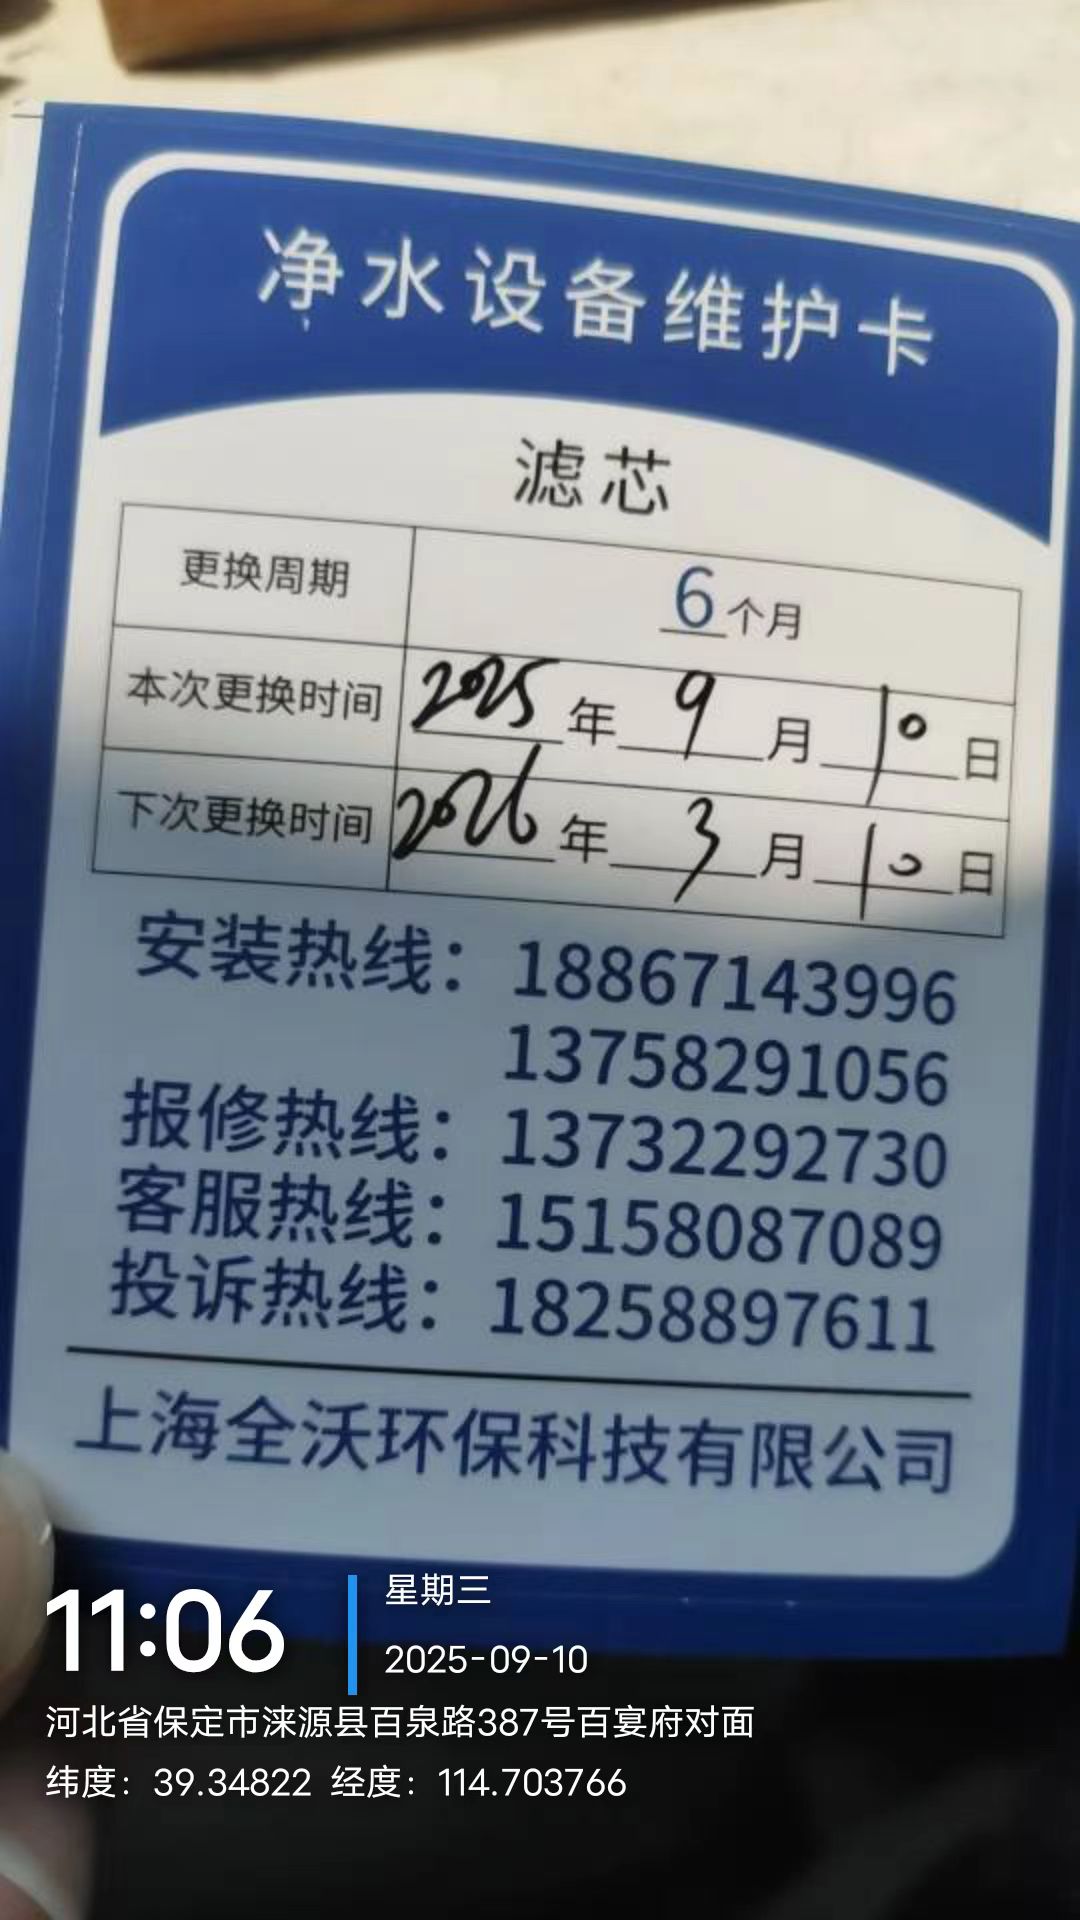 净水设备维护卡
滤芯
更换周期 6个月
本次更换时间 2025年9月10日
下次更换时间 2026年3月10日
安装热线：18867143996
13758291056
报修热线：13732292730
客服热线：15158087089
投诉热线：18258897611
上海全沃环保科技有限公司
11:06
星期三
2025-09-10
河北省保定市涞源县百泉路387号百宴府对面
纬度：39.34822 经度：114.703766